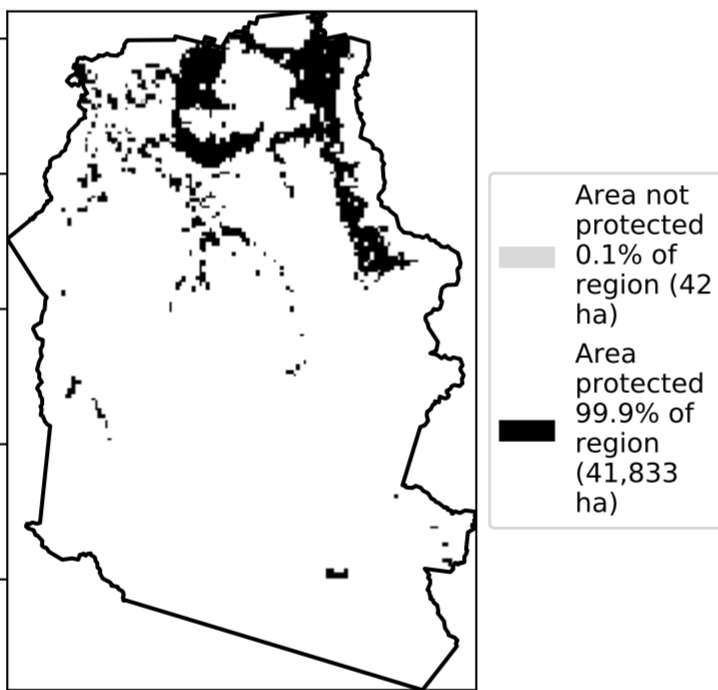 Area not
protected
0.1% of
region (42
ha)
Area
protected
99.9% of
region
(41,833
ha)